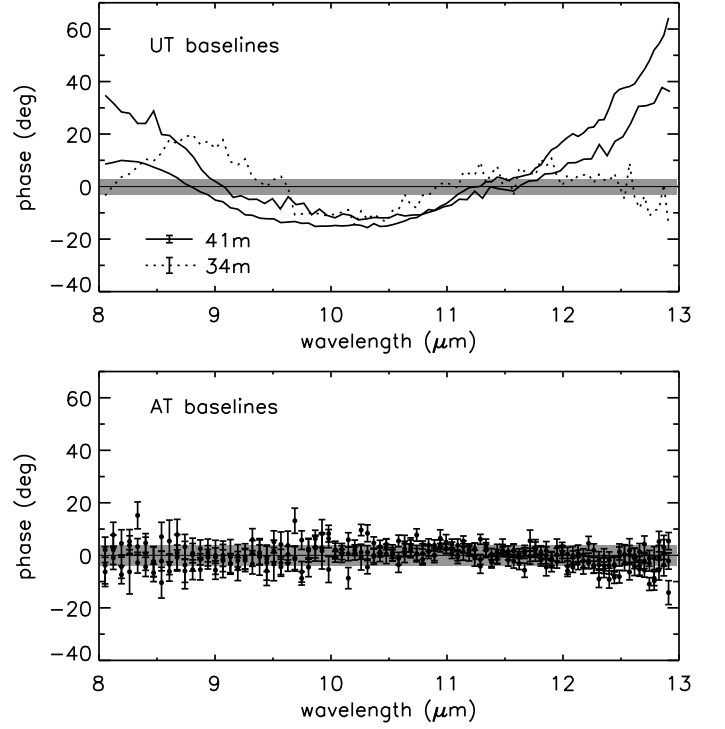 60
UT baselines
40
20
0
−20
41m
34m
−40
phase (deg)
8 9 10 11 12 13
wavelength (μm)
60
AT baselines
40
20
0
−20
−40
phase (deg)
8 9 10 11 12 13
wavelength (μm)